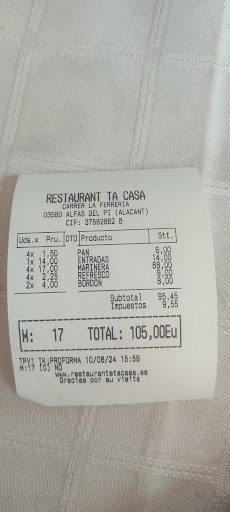 RESTAURANT TA CASA
CARRER LA FERRERIA
03580 ALFAS DEL PI (ALACANT)
CIF: 37562882 B
Uds.x Pru. DTO Producto Stt.
4x 1,50 PAN 6,00
1x 14,00 ENTRADAS 14,00
4x 17,00 MARINERA 68,00
4x 2,25 REFRESCO 9,00
2x 4,00 BORDON 8,00
Subtotal 95,45
Impuestos 9,55
M: 17 TOTAL: 105,00Eu
TPV1 TK:PROFORMA 10/08/24 15:59
M:17 [O] NO
www.restaurantetacasa.es
Gracias por su visita